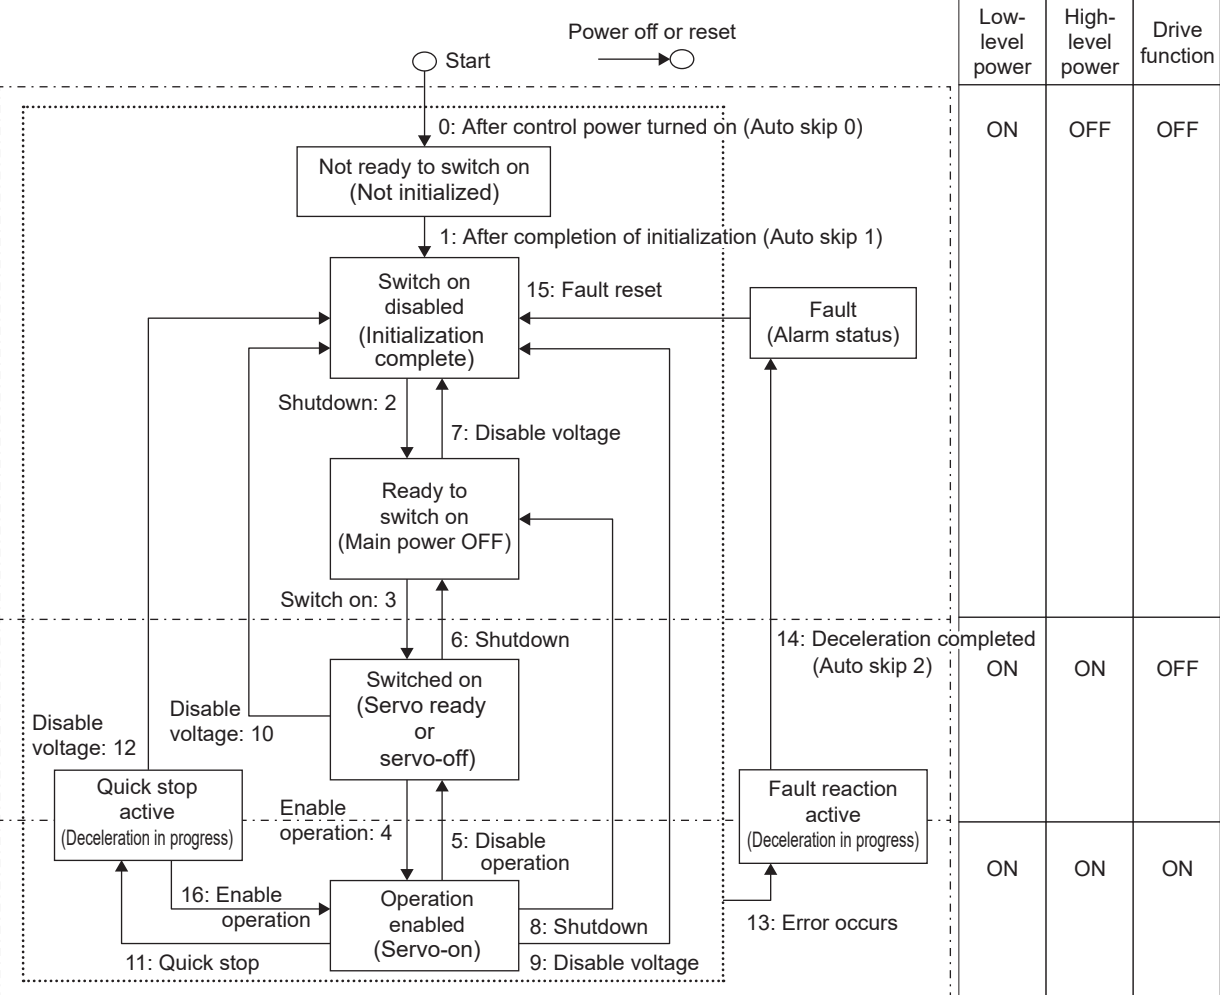 Power off or reset
Start
Low-
level
power
High-
level
power
Drive
function
0: After control power turned on (Auto skip 0)
ON
OFF
OFF
Not ready to switch on
(Not initialized)
1: After completion of initialization (Auto skip 1)
Switch on
disabled
(Initialization
complete)
15: Fault reset
Fault
(Alarm status)
Shutdown: 2
7: Disable voltage
Ready to
switch on
(Main power OFF)
Switch on: 3
6: Shutdown
14: Deceleration completed
(Auto skip 2)
ON
ON
OFF
Switched on
(Servo ready
or
servo-off)
Disable
voltage: 12
Disable
voltage: 10
Quick stop
active
(Deceleration in progress)
Enable
operation: 4
5: Disable
operation
Fault reaction
active
(Deceleration in progress)
ON
ON
ON
16: Enable
operation
Operation
enabled
(Servo-on)
8: Shutdown
13: Error occurs
11: Quick stop
9: Disable voltage